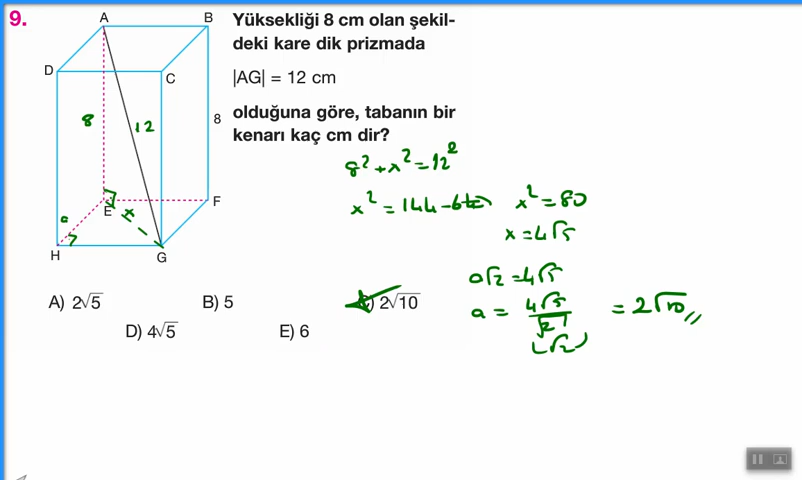 9.
Yüksekliği 8 cm olan şekil-
deki kare dik prizmada
|AG| = 12 cm
olduğuna göre, tabanın bir
kenarı kaç cm dir?
A
B
D
C
8
12
8
E
F
a
x
H
G
8² + x² = 12²
x² = 144 - 64
x² = 80
x = 4√5
a√2 = 4√5
a = 4√5 / √2 = 2√10
(√2)
A) 2√5
B) 5
C) 2√10
D) 4√5
E) 6